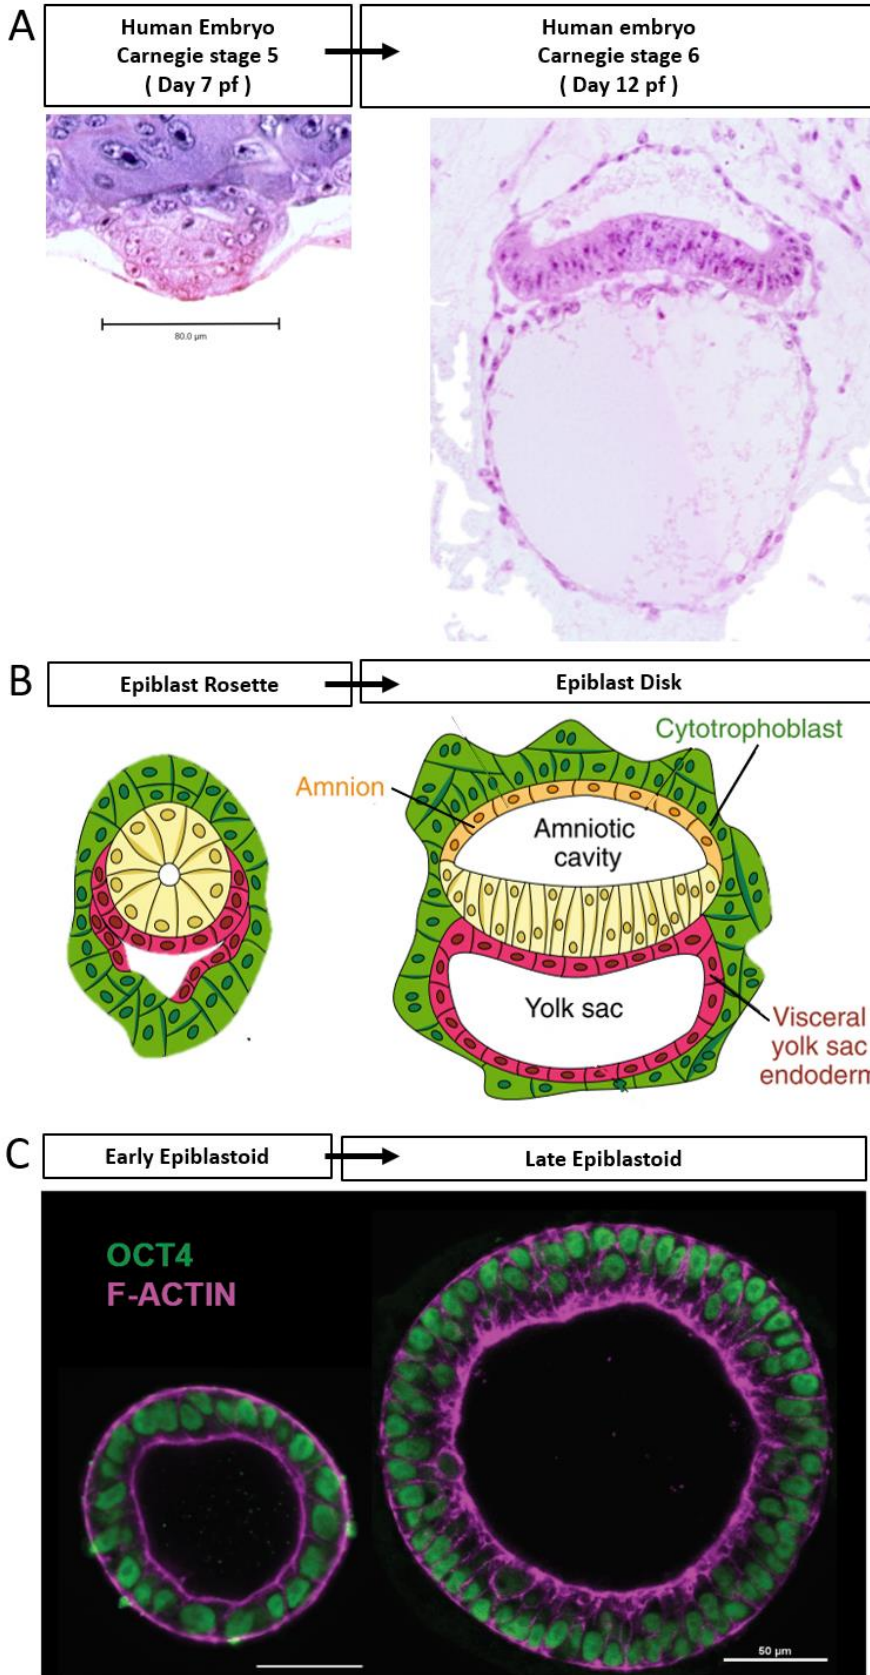 A
Human Embryo
Carnegie stage 5
( Day 7 pf )
Human embryo
Carnegie stage 6
( Day 12 pf )
80.0 µm
B
Epiblast Rosette
Epiblast Disk
Cytotrophoblast
Amnion
Amniotic
cavity
Yolk sac
Visceral
yolk sac
endoderm
C
Early Epiblastoid
Late Epiblastoid
OCT4
F-ACTIN
50 µm